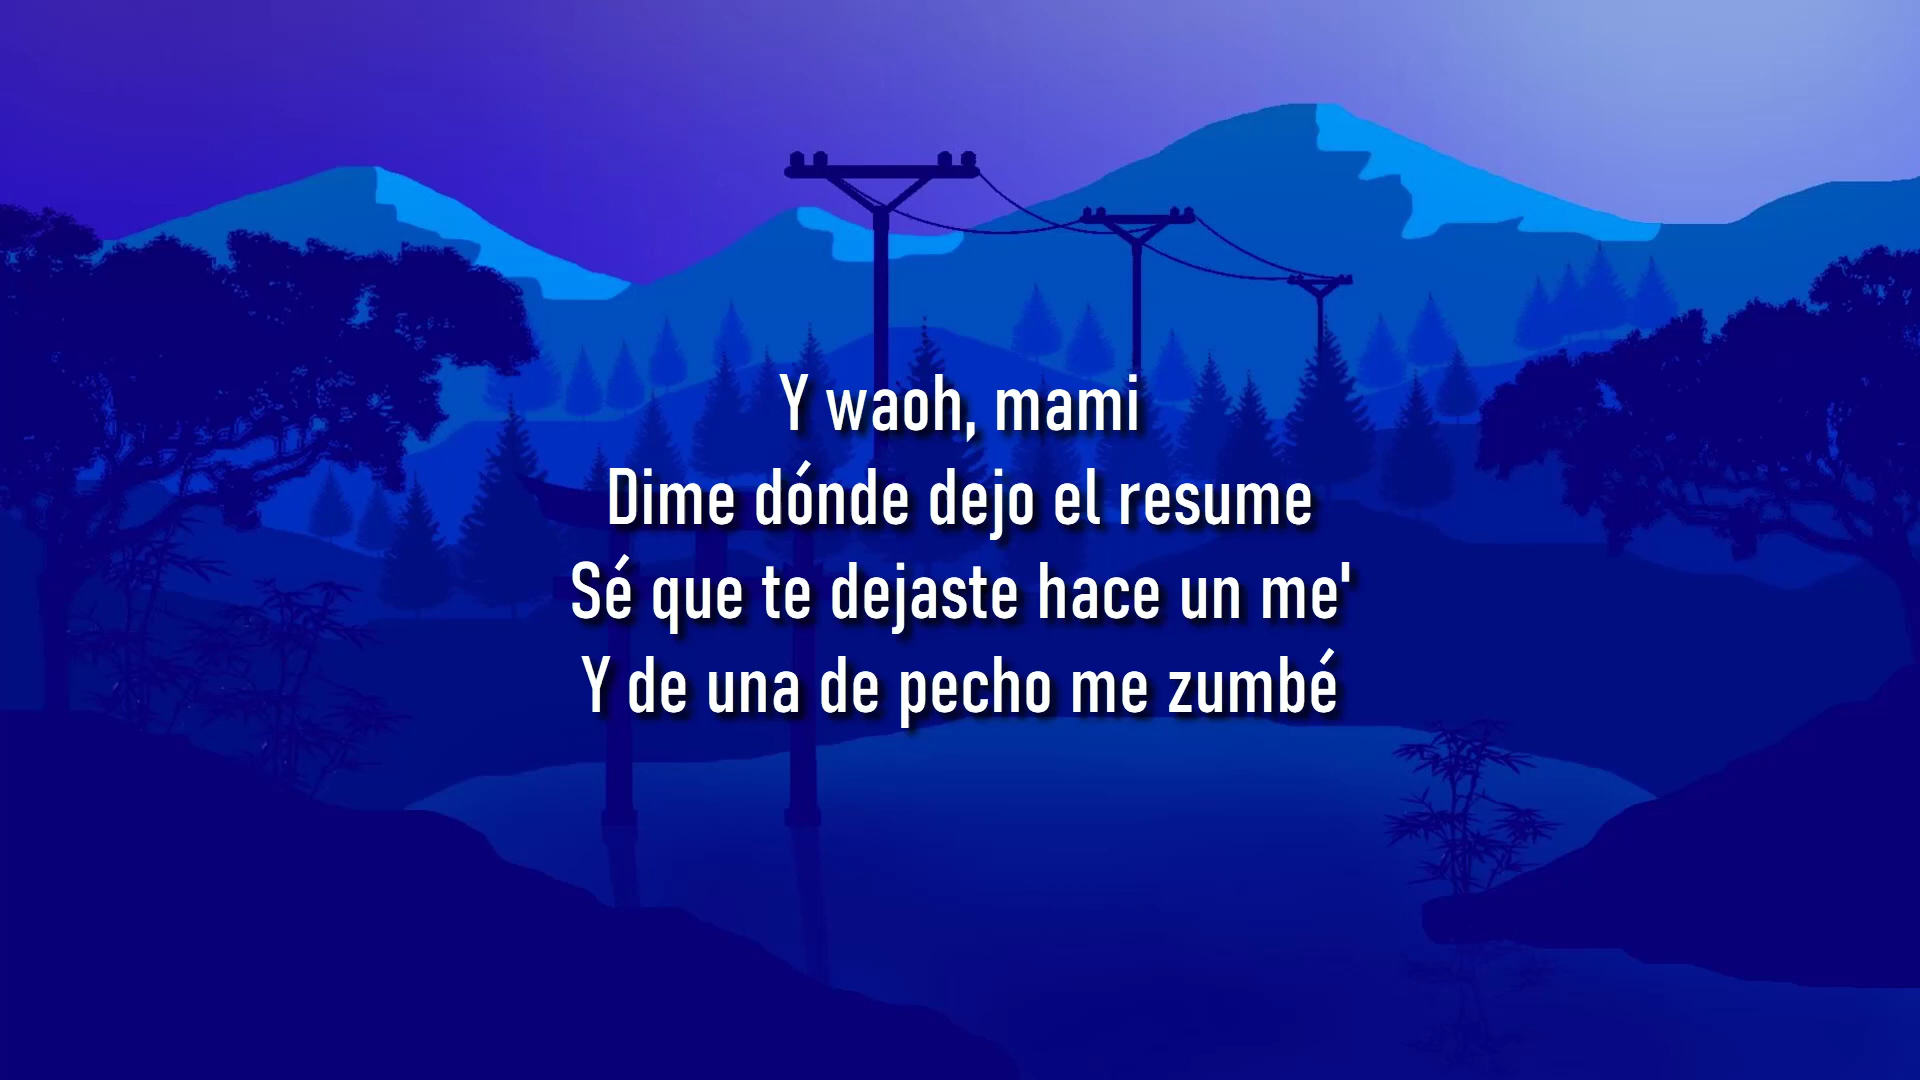 Y waoh, mami
Dime dónde dejo el resume
Sé que te dejaste hace un me'
Y de una de pecho me zumbé